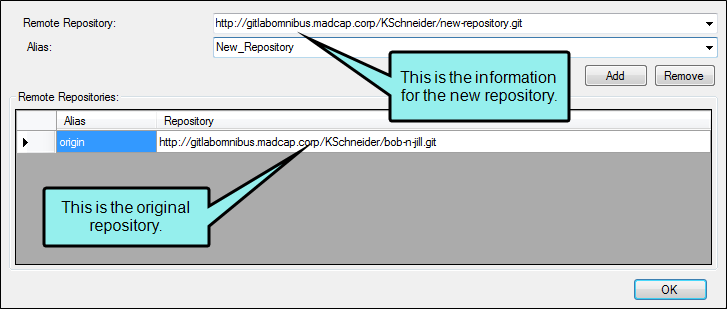 Remote Repository: http://gitlabomnibus.madcap.corp/KSchneider/new-repository.git
Alias: New_Repository
This is the information
for the new repository.
Add Remove
Remote Repositories:
Alias Repository
origin http://gitlabomnibus.madcap.corp/KSchneider/bob-n-jill.git
This is the original
repository.
OK